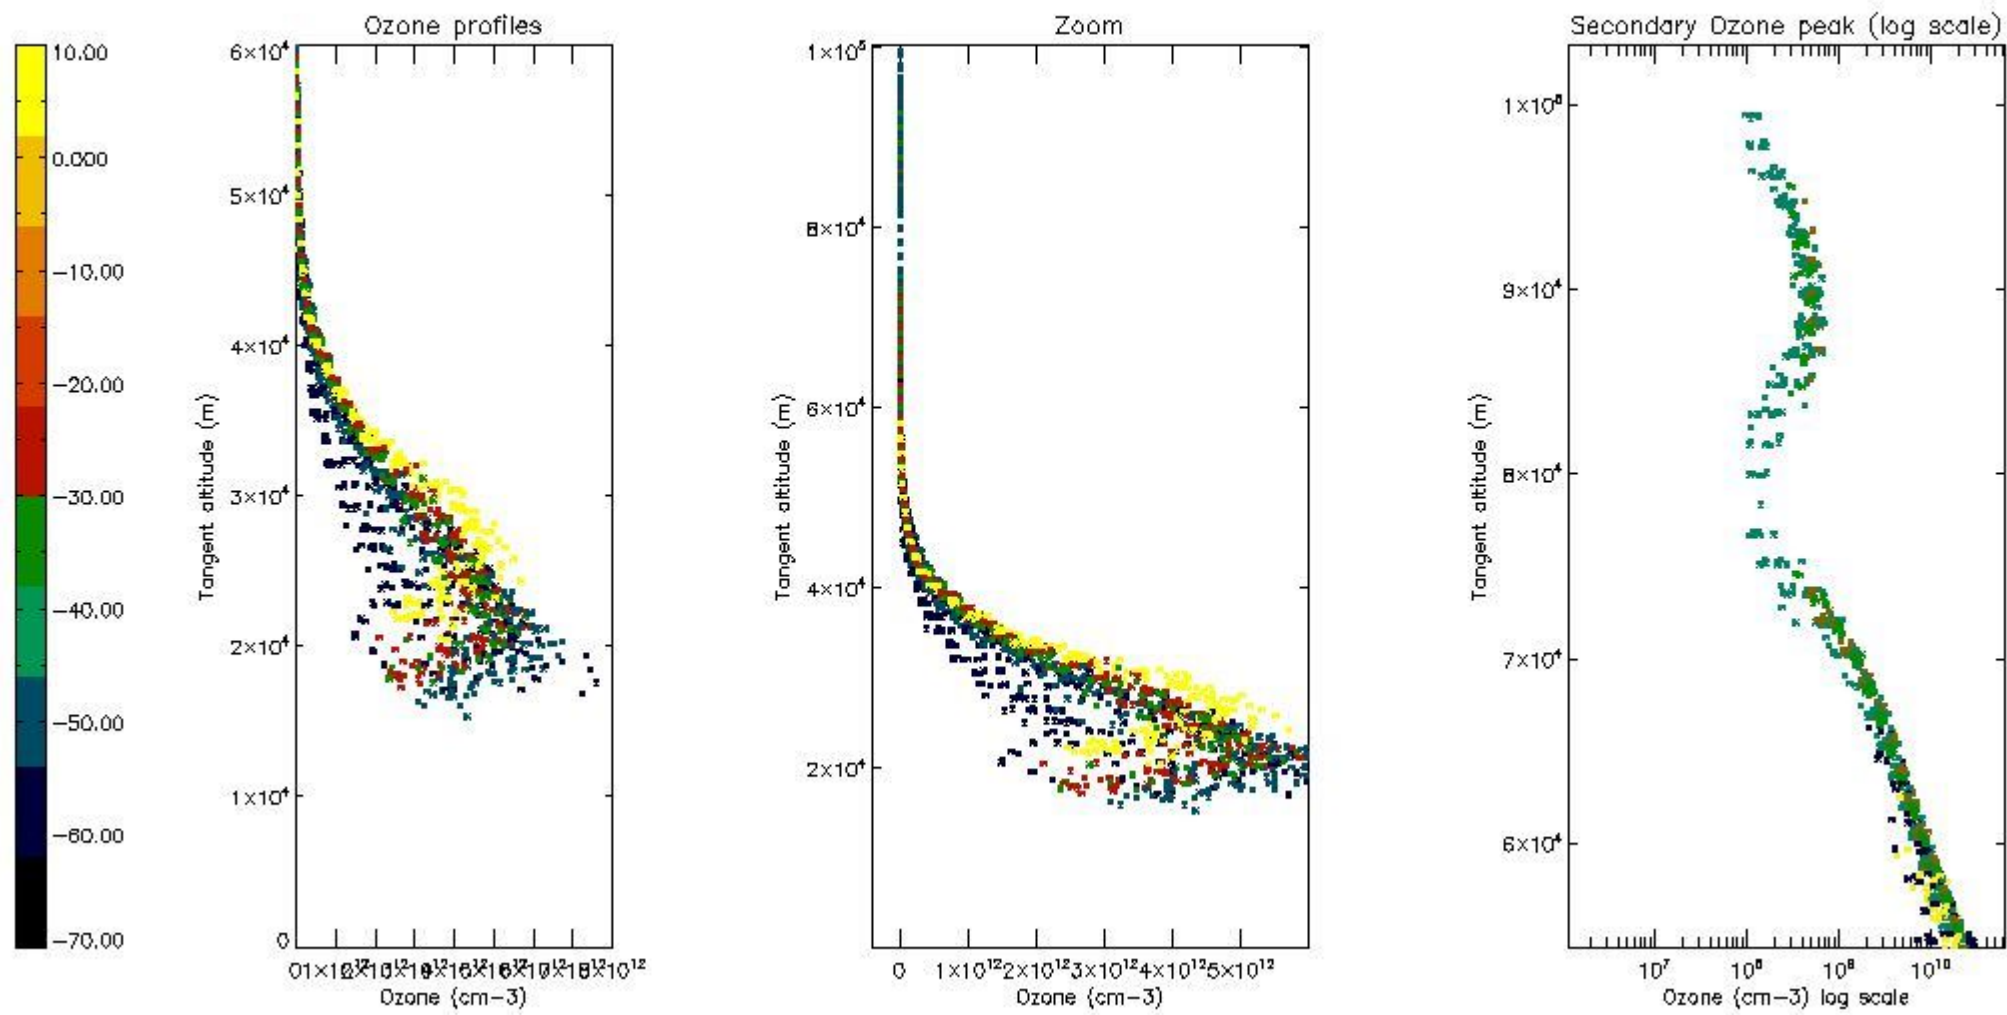 Ozone profiles
10.00
0.000
−10.00
−20.00
−30.00
−40.00
−50.00
−60.00
−70.00
6×10⁴
5×10⁴
4×10⁴
3×10⁴
2×10⁴
1×10⁴
0
Tangent altitude (m)
Ozone (cm−3)
Zoom
1×10⁵
8×10⁴
6×10⁴
4×10⁴
2×10⁴
Tangent altitude (m)
0 1×10¹² 2×10¹² 3×10¹² 4×10¹² 5×10¹²
Ozone (cm−3)
Secondary Ozone peak (log scale)
9×10⁴
8×10⁴
7×10⁴
6×10⁴
Tangent altitude (m)
10⁷ 10⁸ 10⁹ 10¹⁰
Ozone (cm−3) log scale